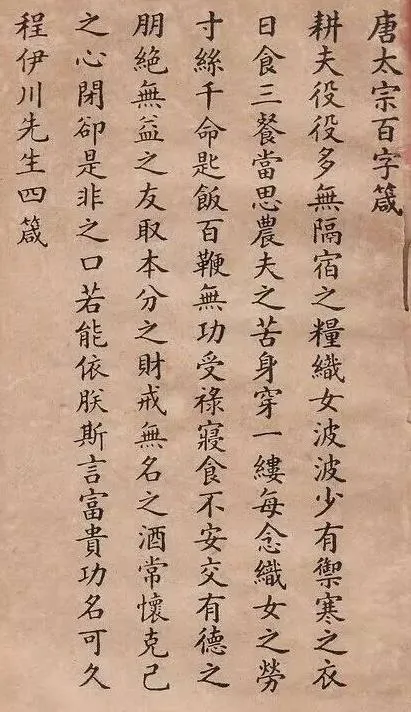 唐太宗百字箴
耕夫役役多無隔宿之糧織女波波少有禦寒之衣
日食三餐當思農夫之苦身穿一縷每念織女之勞
寸絲千命匙飯百鞭無功受祿寢食不安交有德之
朋絶無益之友取本分之財戒無名之酒常懷克己
之心閉卻是非之口若能依朕斯言富貴功名可久
程伊川先生四箴